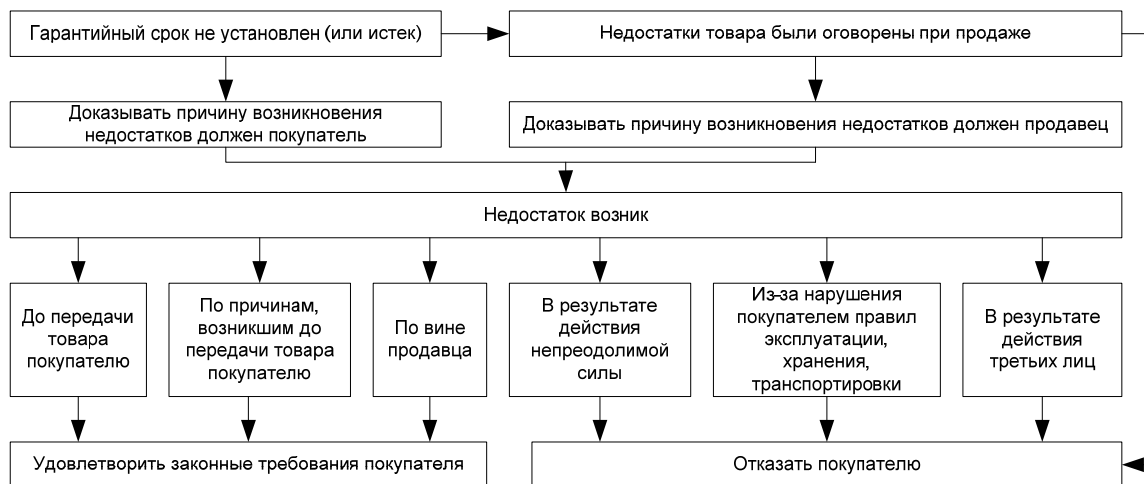 Гарантийный срок не установлен (или истек)
Недостатки товара были оговорены при продаже
Доказывать причину возникновения
недостатков должен покупатель
Доказывать причину возникновения недостатков должен продавец
Недостаток возник
До передачи
товара
покупателю
По причинам,
возникшим до
передачи товара
покупателю
По вине
продавца
В результате
действия
непреодолимой
силы
Из-за нарушения
покупателем правил
эксплуатации,
хранения,
транспортировки
В результате
действия
третьих лиц
Удовлетворить законные требования покупателя
Отказать покупателю